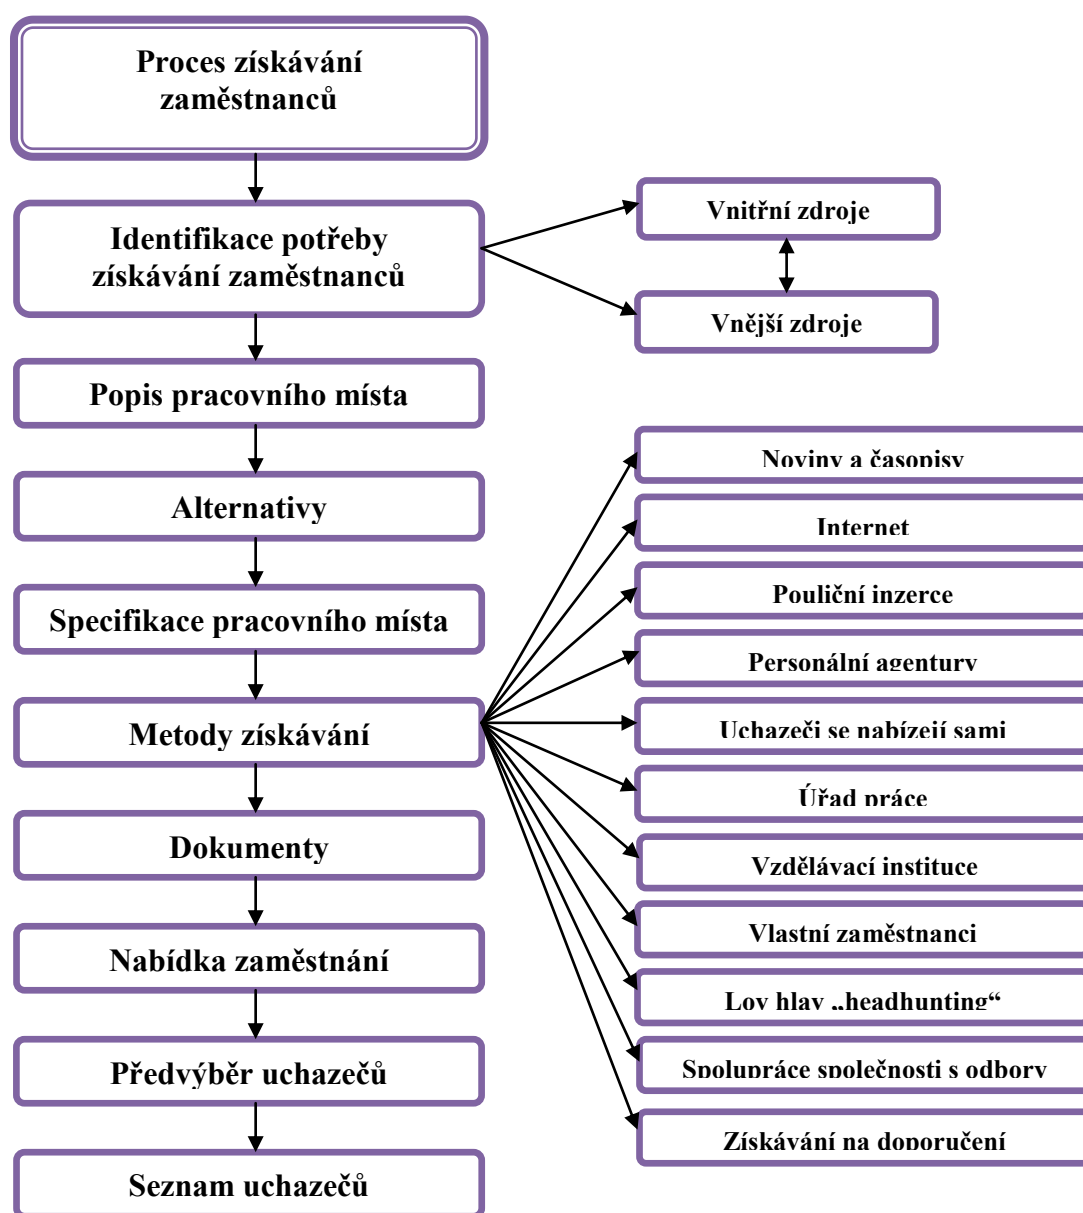 Proces získávání
zaměstnanců
Identifikace potřeby
získávání zaměstnanců
Vnitřní zdroje
Vnější zdroje
Popis pracovního místa
Alternativy
Specifikace pracovního místa
Metody získávání
Dokumenty
Nabídka zaměstnání
Předvýběr uchazečů
Seznam uchazečů
Noviny a časopisy
Internet
Pouliční inzerce
Personální agentury
Uchazeči se nabízejí sami
Úřad práce
Vzdělávací instituce
Vlastní zaměstnanci
Lov hlav „headhunting“
Spolupráce společnosti s odbory
Získávání na doporučení